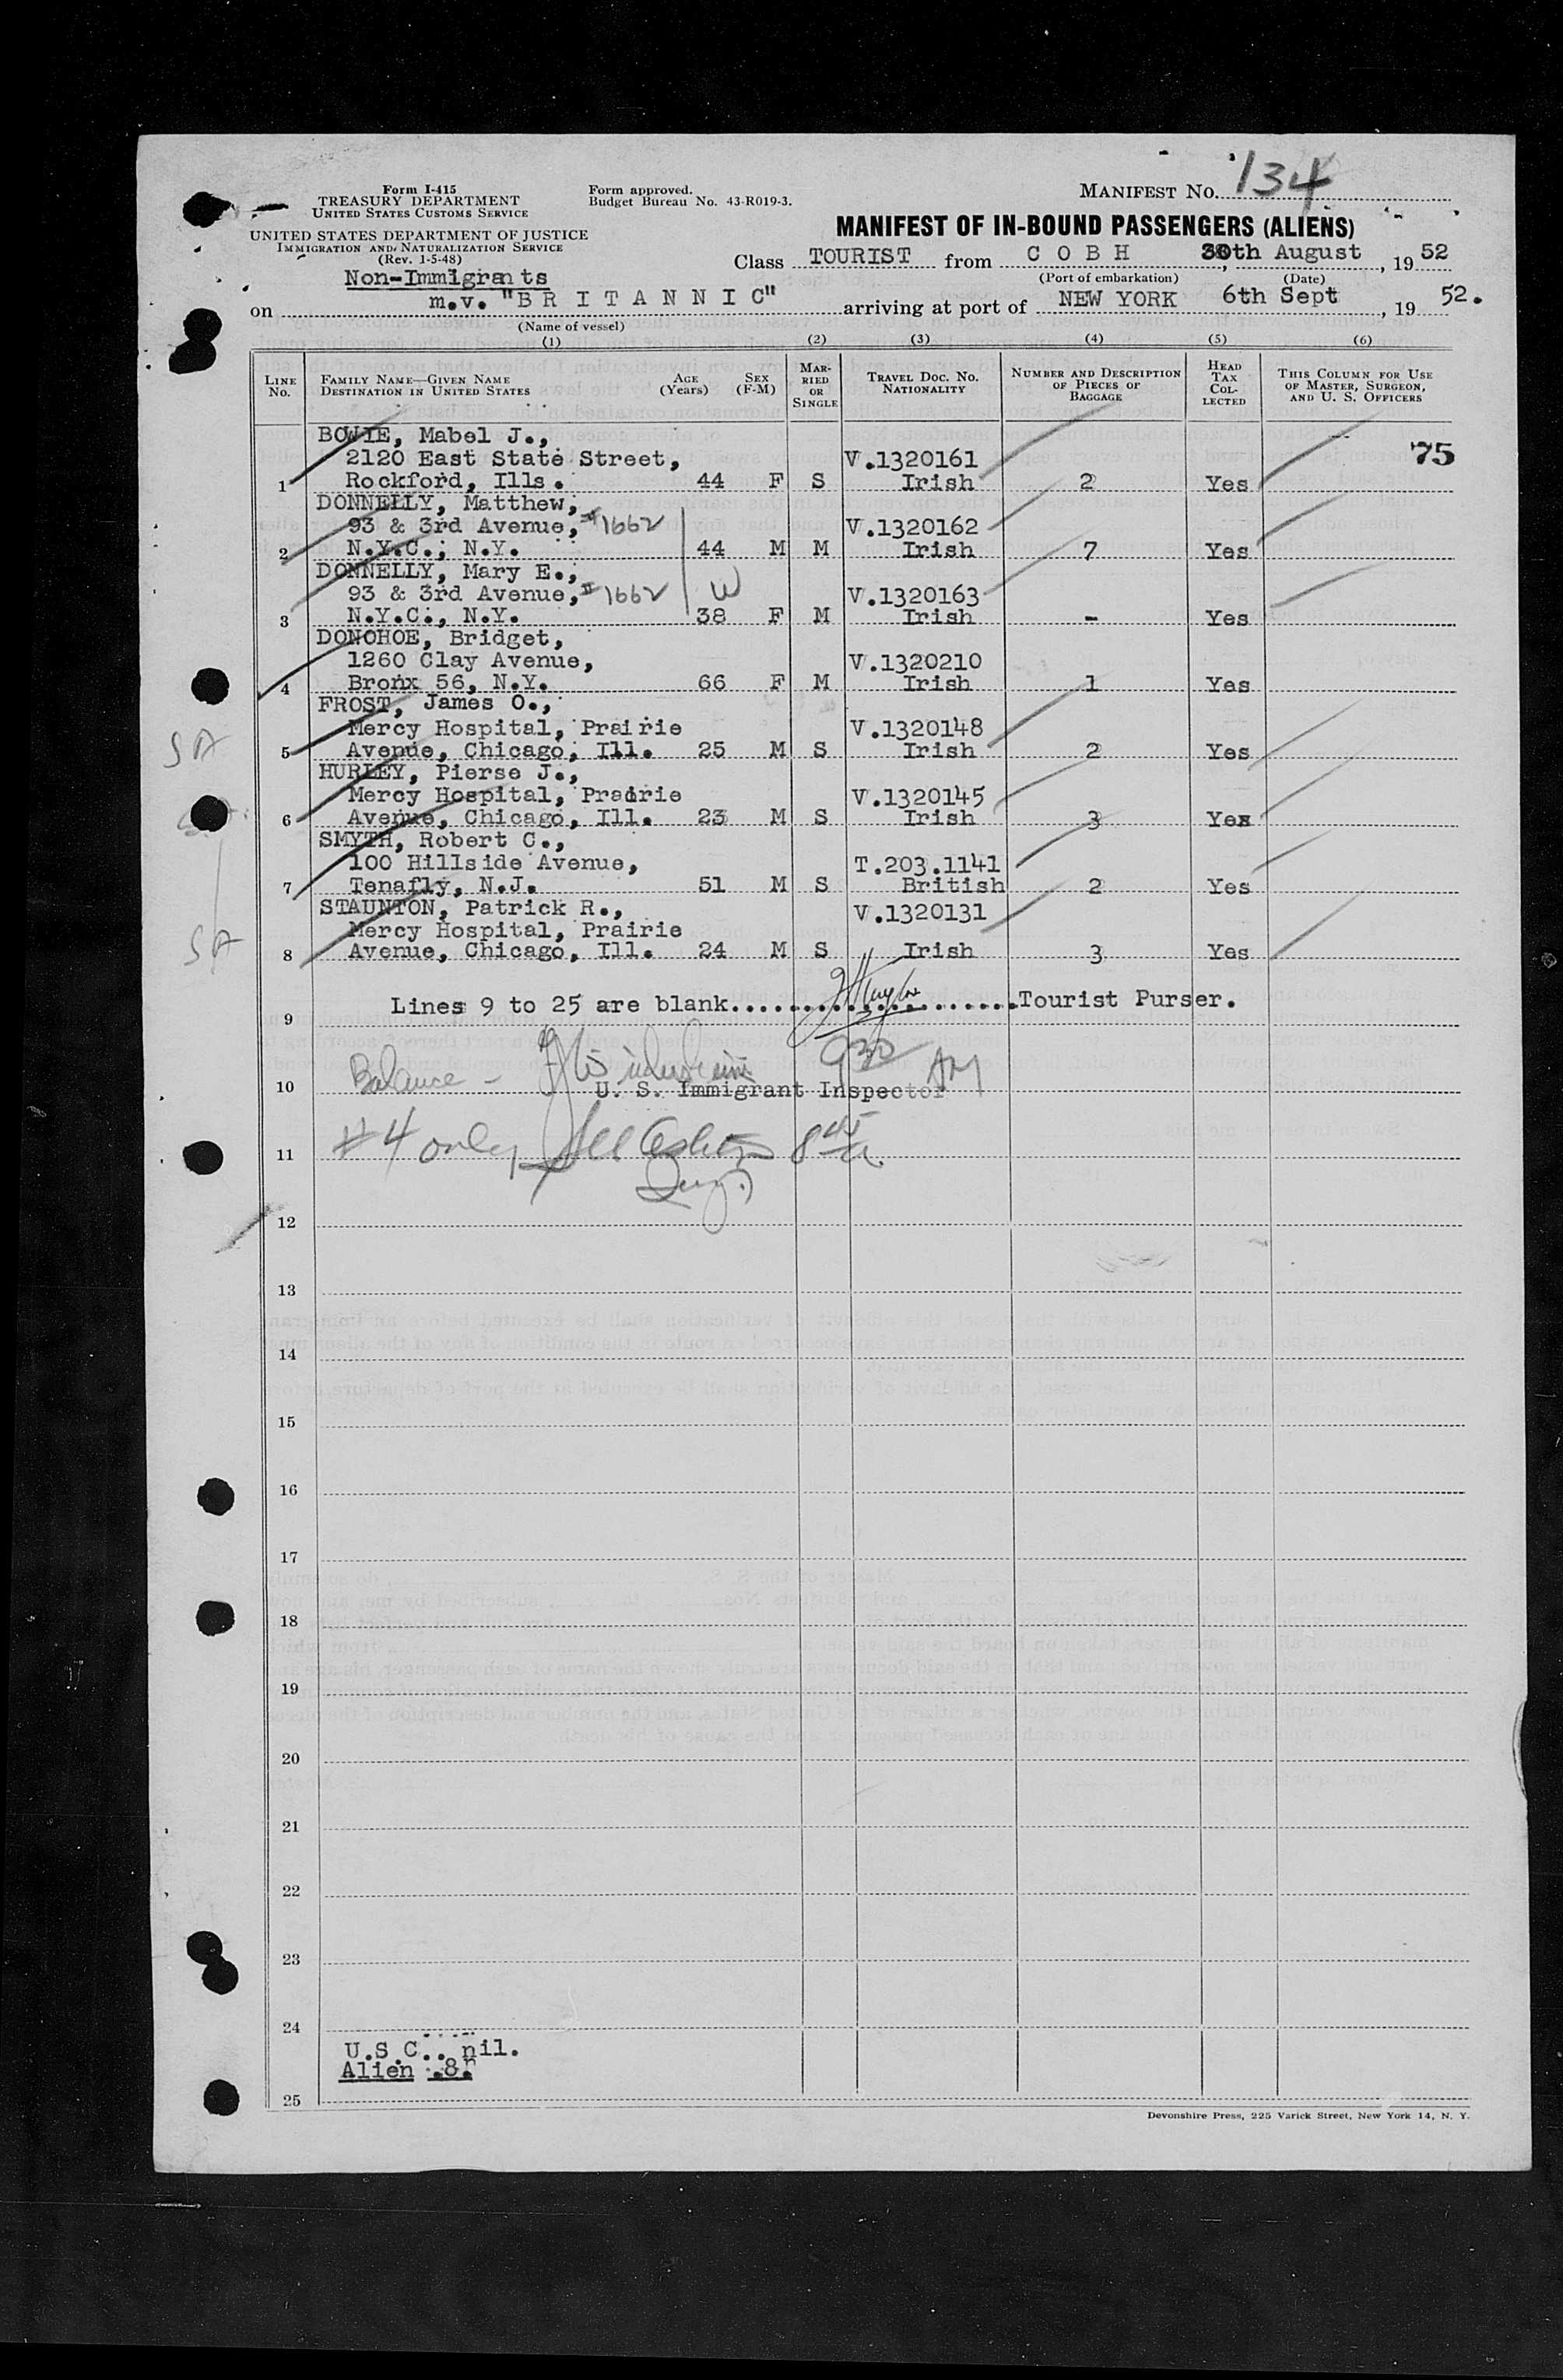 Form I-415
TREASURY DEPARTMENT
UNITED STATES CUSTOMS SERVICE
UNITED STATES DEPARTMENT OF JUSTICE
IMMIGRATION AND NATURALIZATION SERVICE
(Rev. 1-5-48)
Form approved.
Budget Bureau No. 43-R019-3.
MANIFEST NO. 134
MANIFEST OF IN-BOUND PASSENGERS (ALIENS)
Class TOURIST from C O B H 30th August, 1952
(Port of embarkation) (Date)
Non-Immigrants
on m.v. "B R I T A N N I C" arriving at port of NEW YORK 6th Sept, 1952.
(Name of vessel)
(1) (2) (3) (4) (5) (6)
LINE NO. FAMILY NAME—GIVEN NAME DESTINATION IN UNITED STATES AGE (Years) SEX (F-M) MARRIED OR SINGLE TRAVEL DOC. NO. NATIONALITY NUMBER AND DESCRIPTION OF PIECES OF BAGGAGE HEAD TAX COLLECTED THIS COLUMN FOR USE OF MASTER, SURGEON, AND U. S. OFFICERS
75
BOWIE, Mabel J.,
2120 East State Street, V.1320161
1 Rockford, Ills. 44 F S Irish 2 Yes
DONNELLY, Matthew,
93 & 3rd Avenue, #1662 V.1320162
2 N.Y.C., N.Y. 44 M M Irish 7 Yes
DONNELLY, Mary E.,
93 & 3rd Avenue, #1662 W V.1320163
3 N.Y.C., N.Y. 38 F M Irish - Yes
DONOHOE, Bridget,
1260 Clay Avenue, V.1320210
4 Bronx 56, N.Y. 66 F M Irish 1 Yes
FROST, James O.,
Mercy Hospital, Prairie V.1320148
SA 5 Avenue, Chicago, Ill. 25 M S Irish 2 Yes
HURLEY, Pierse J.,
Mercy Hospital, Prairie V.1320145
6 Avenue, Chicago, Ill. 23 M S Irish 3 Yes
SMYTH, Robert C.,
100 Hillside Avenue, T.203.1141
7 Tenafly, N.J. 51 M S British 2 Yes
STAUNTON, Patrick R., V.1320131
Mercy Hospital, Prairie
SA 8 Avenue, Chicago, Ill. 24 M S Irish 3 Yes
Lines 9 to 25 are blank......................Tourist Purser.
9
Balance - 930 AM
10 U. S. Immigrant Inspector
11 #4 only 845
12
13
14
15
16
17
18
19
20
21
22
23
24
U.S.C.. nil.
Alien .8.
25
Devonshire Press, 225 Varick Street, New York 14, N. Y.